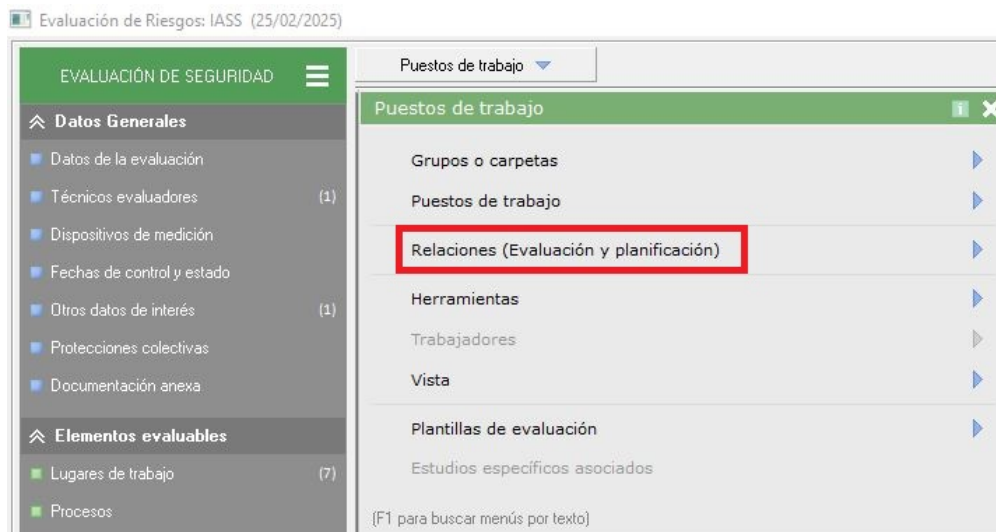 Evaluación de Riesgos: IASS (25/02/2025)
EVALUACIÓN DE SEGURIDAD
Datos Generales
Datos de la evaluación
Técnicos evaluadores (1)
Dispositivos de medición
Fechas de control y estado
Otros datos de interés (1)
Protecciones colectivas
Documentación anexa
Elementos evaluables
Lugares de trabajo (7)
Procesos
Puestos de trabajo
Puestos de trabajo
Grupos o carpetas
Puestos de trabajo
Relaciones (Evaluación y planificación)
Herramientas
Trabajadores
Vista
Plantillas de evaluación
Estudios específicos asociados
(F1 para buscar menús por texto)